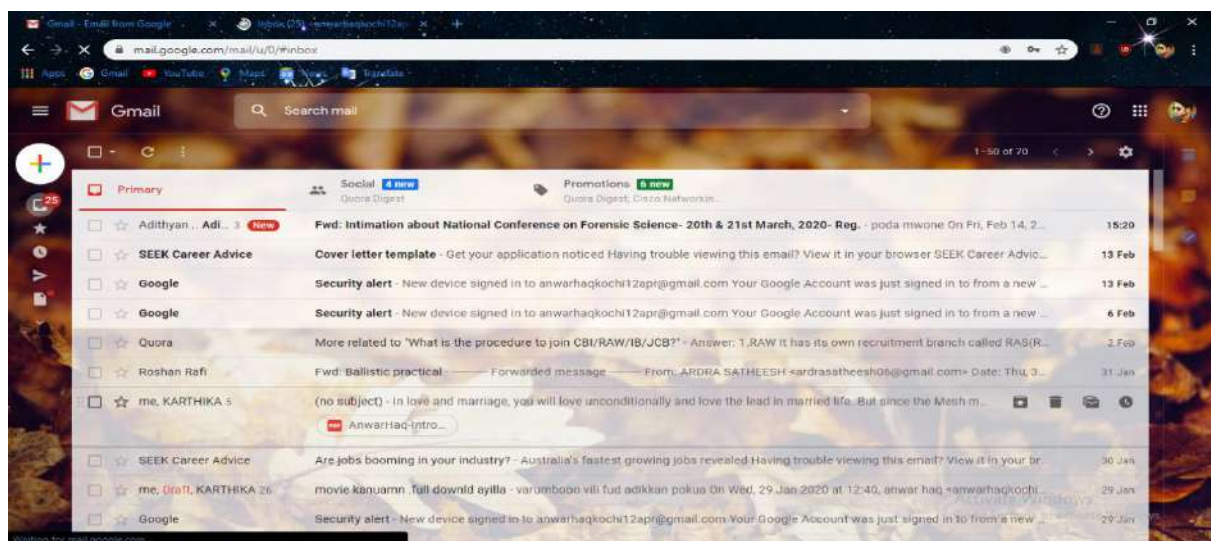 Gmail - Email from Google
Inbox (25) - anwarhaqkochi12apr
mail.google.com/mail/u/0/#inbox
Apps Gmail YouTube Maps News Translate
Gmail Search mail
1–50 of 70
25
Primary Social 4 new Promotions 6 new
Quora Digest Quora Digest, Cisco Networkin...
Adithyan .. Adi... 3 New Fwd: Intimation about National Conference on Forensic Science- 20th & 21st March, 2020- Reg. - poda mwone On Fri, Feb 14, 2... 15:20
SEEK Career Advice Cover letter template - Get your application noticed Having trouble viewing this email? View it in your browser SEEK Career Advic... 13 Feb
Google Security alert - New device signed in to anwarhaqkochi12apr@gmail.com Your Google Account was just signed in to from a new ... 13 Feb
Google Security alert - New device signed in to anwarhaqkochi12apr@gmail.com Your Google Account was just signed in to from a new ... 6 Feb
Quora More related to "What is the procedure to join CBI/RAW/IB/JCB?" - Answer: 1.RAW It has its own recruitment branch called RAS(R... 2 Feb
Roshan Rafi Fwd: Ballistic practical - ——— Forwarded message ——— From: ARDRA SATHEESH <ardrasatheesh06@gmail.com> Date: Thu, 3... 31 Jan
me, KARTHIKA 5 (no subject) - In love and marriage, you will love unconditionally and love the lead in married life. But since the Mesh m...
PDF AnwarHaq-Intro...
SEEK Career Advice Are jobs booming in your industry? - Australia's fastest growing jobs revealed Having trouble viewing this email? View it in your br... 30 Jan
me, Draft, KARTHIKA 26 movie kanuamn .full downld ayilla - varumbooo vili fud adikkan pokua On Wed, 29 Jan 2020 at 12:40, anwar haq <anwarhaqkochi... 29 Jan
Activate Windows
Google Security alert - New device signed in to anwarhaqkochi12apr@gmail.com Your Google Account was just signed in to from a new ... 29 Jan
Waiting for mail.google.com